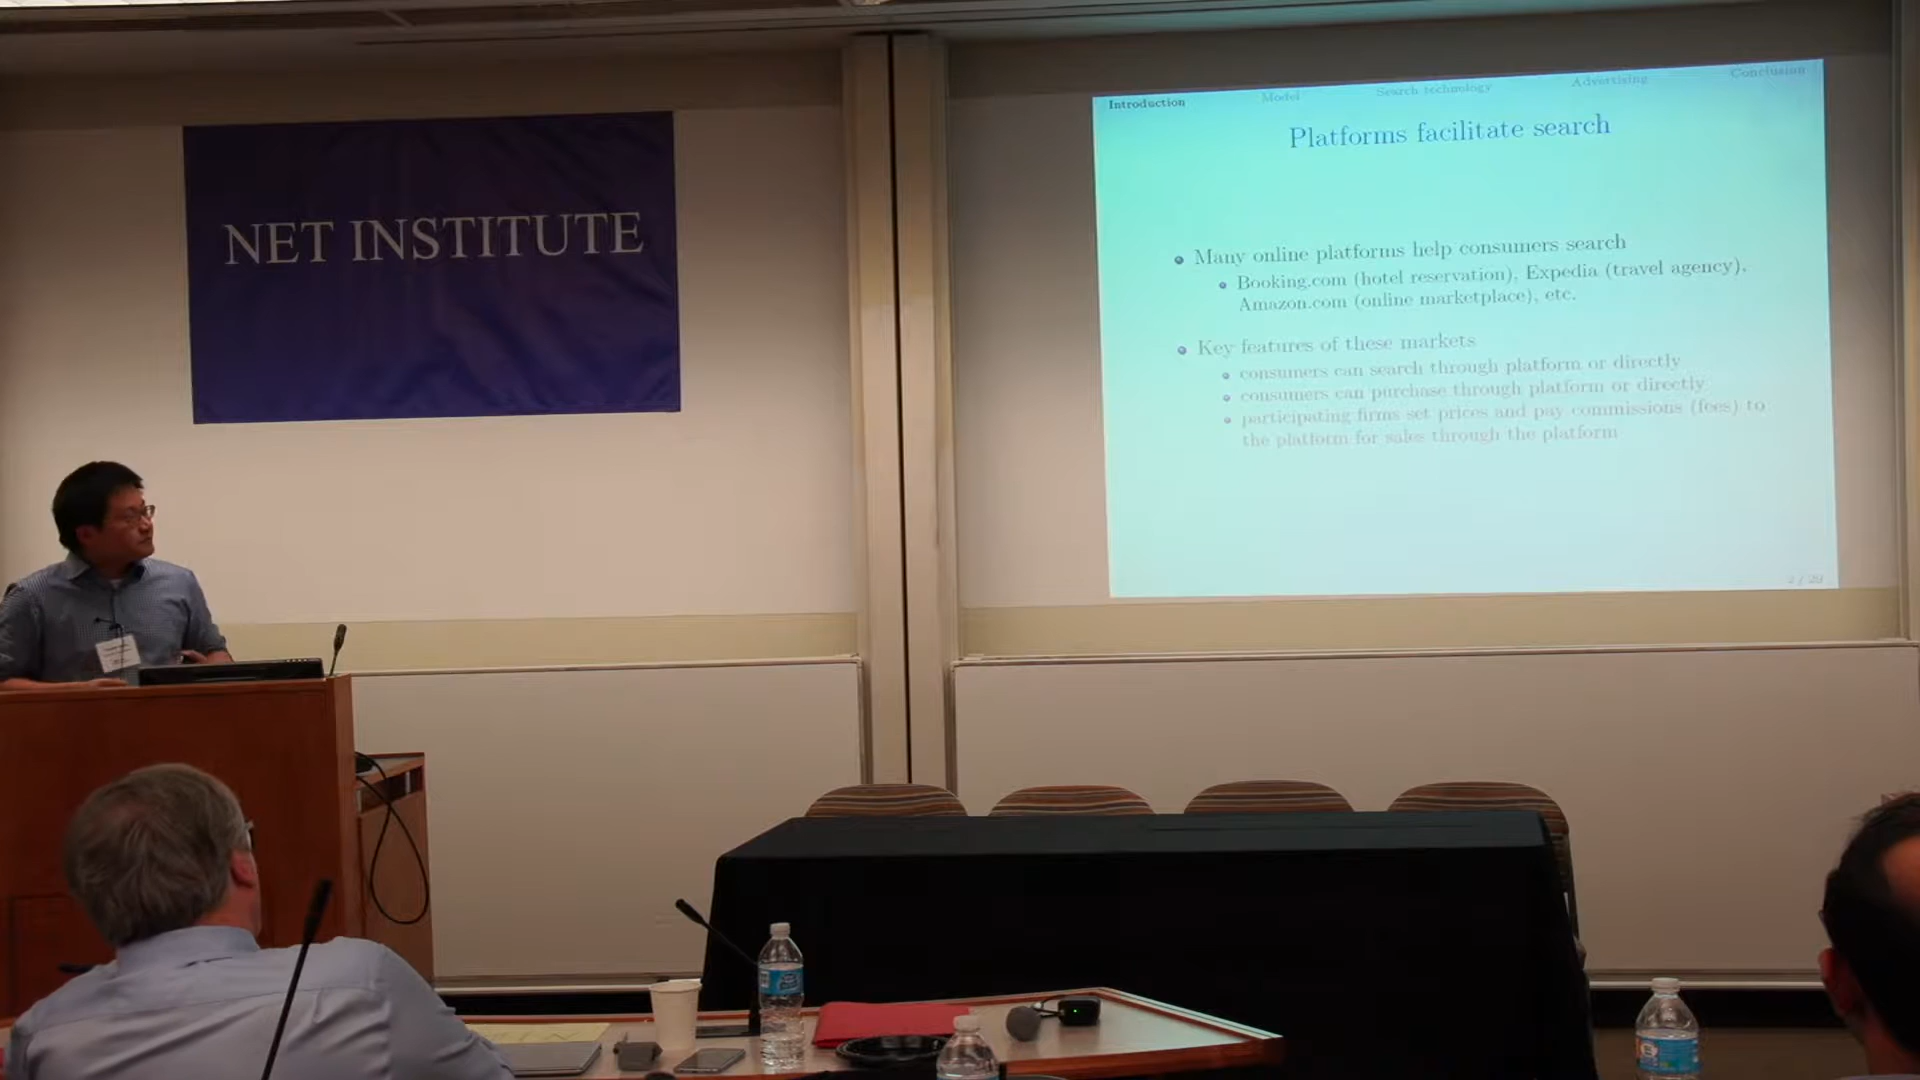 NET INSTITUTE
Introduction Model Search technology Advertising Conclusion
Platforms facilitate search
Many online platforms help consumers search
Booking.com (hotel reservation), Expedia (travel agency),
Amazon.com (online marketplace), etc.
Key features of these markets
consumers can search through platform or directly
consumers can purchase through platform or directly
participating firms set prices and pay commissions (fees) to
the platform for sales through the platform
2 / 29